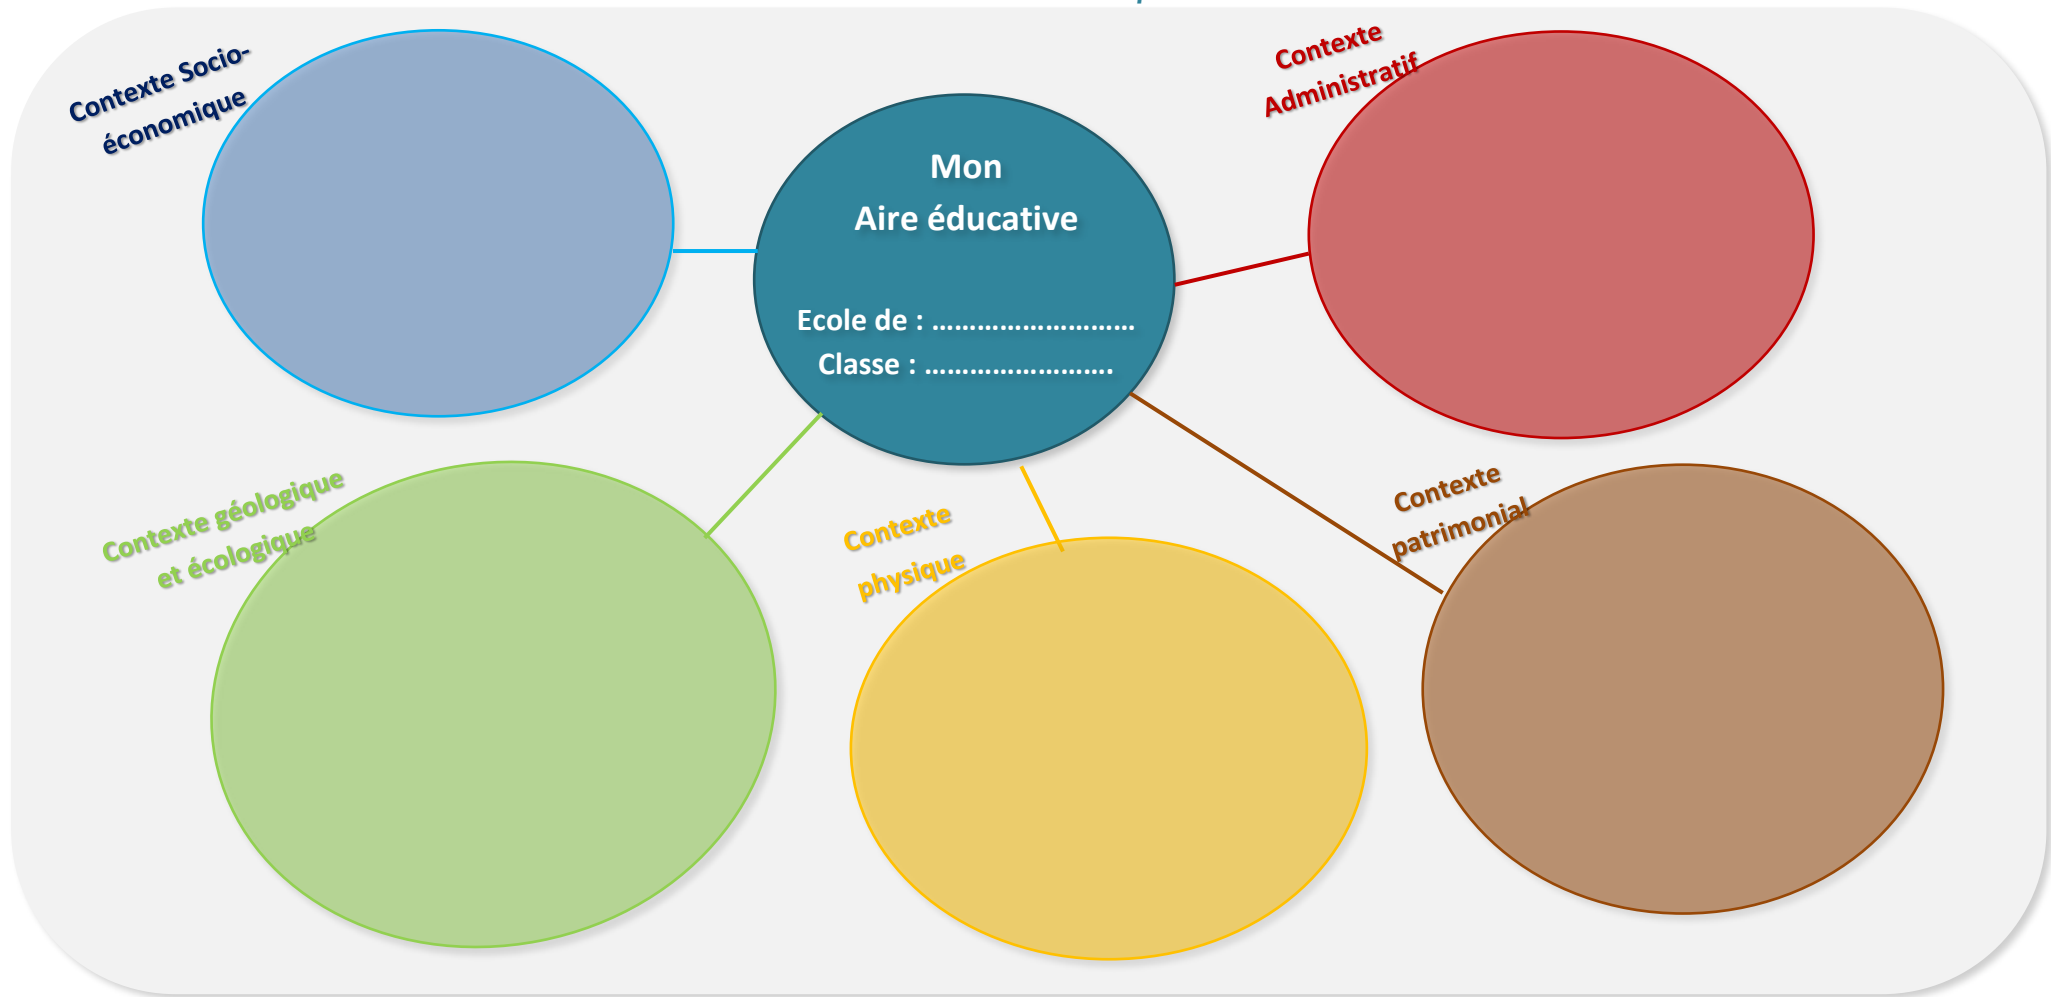 Contexte Socio-
économique
Mon
Aire éducative
Ecole de : ………………………
Classe : …………………….
Contexte
Administratif
Contexte géologique
et écologique
Contexte
physique
Contexte
patrimonial